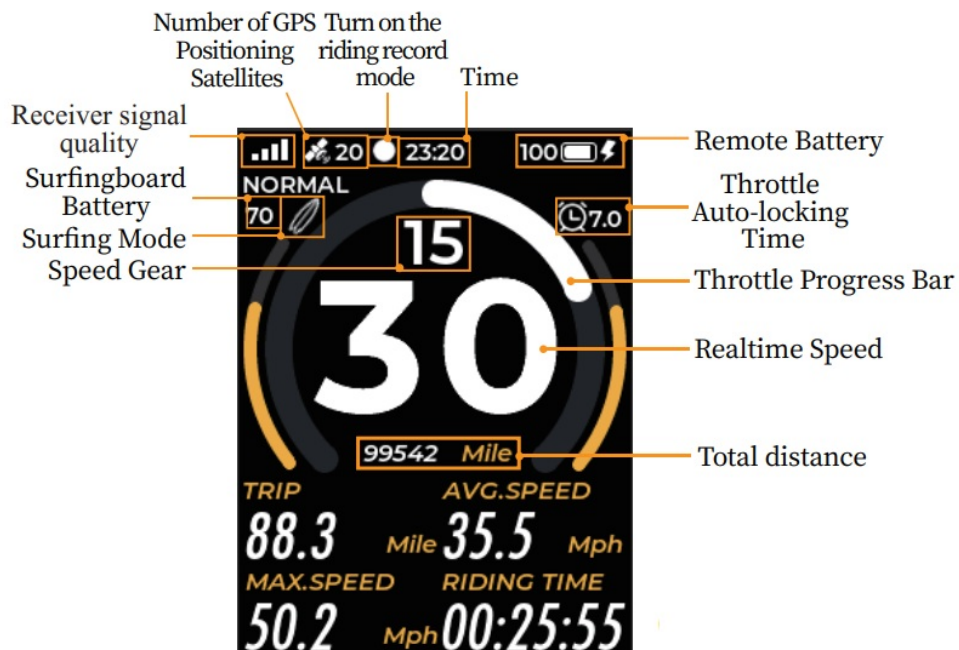 Number of GPS
Positioning
Satellites
Turn on the
riding record
mode
Time
Receiver signal
quality
Surfingboard
Battery
Surfing Mode
Speed Gear
20
23:20
100
NORMAL
70
7.0
15
30
99542 Mile
TRIP
AVG.SPEED
88.3 Mile
35.5 Mph
MAX.SPEED
RIDING TIME
50.2 Mph
00:25:55
Remote Battery
Throttle
Auto-locking
Time
Throttle Progress Bar
Realtime Speed
Total distance